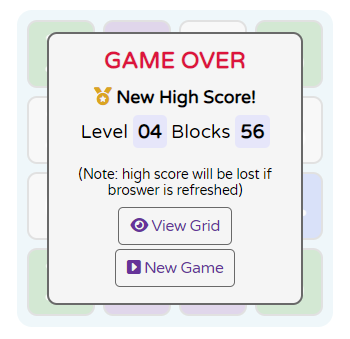 GAME OVER
New High Score!
Level 04 Blocks 56
(Note: high score will be lost if
broswer is refreshed)
View Grid
New Game